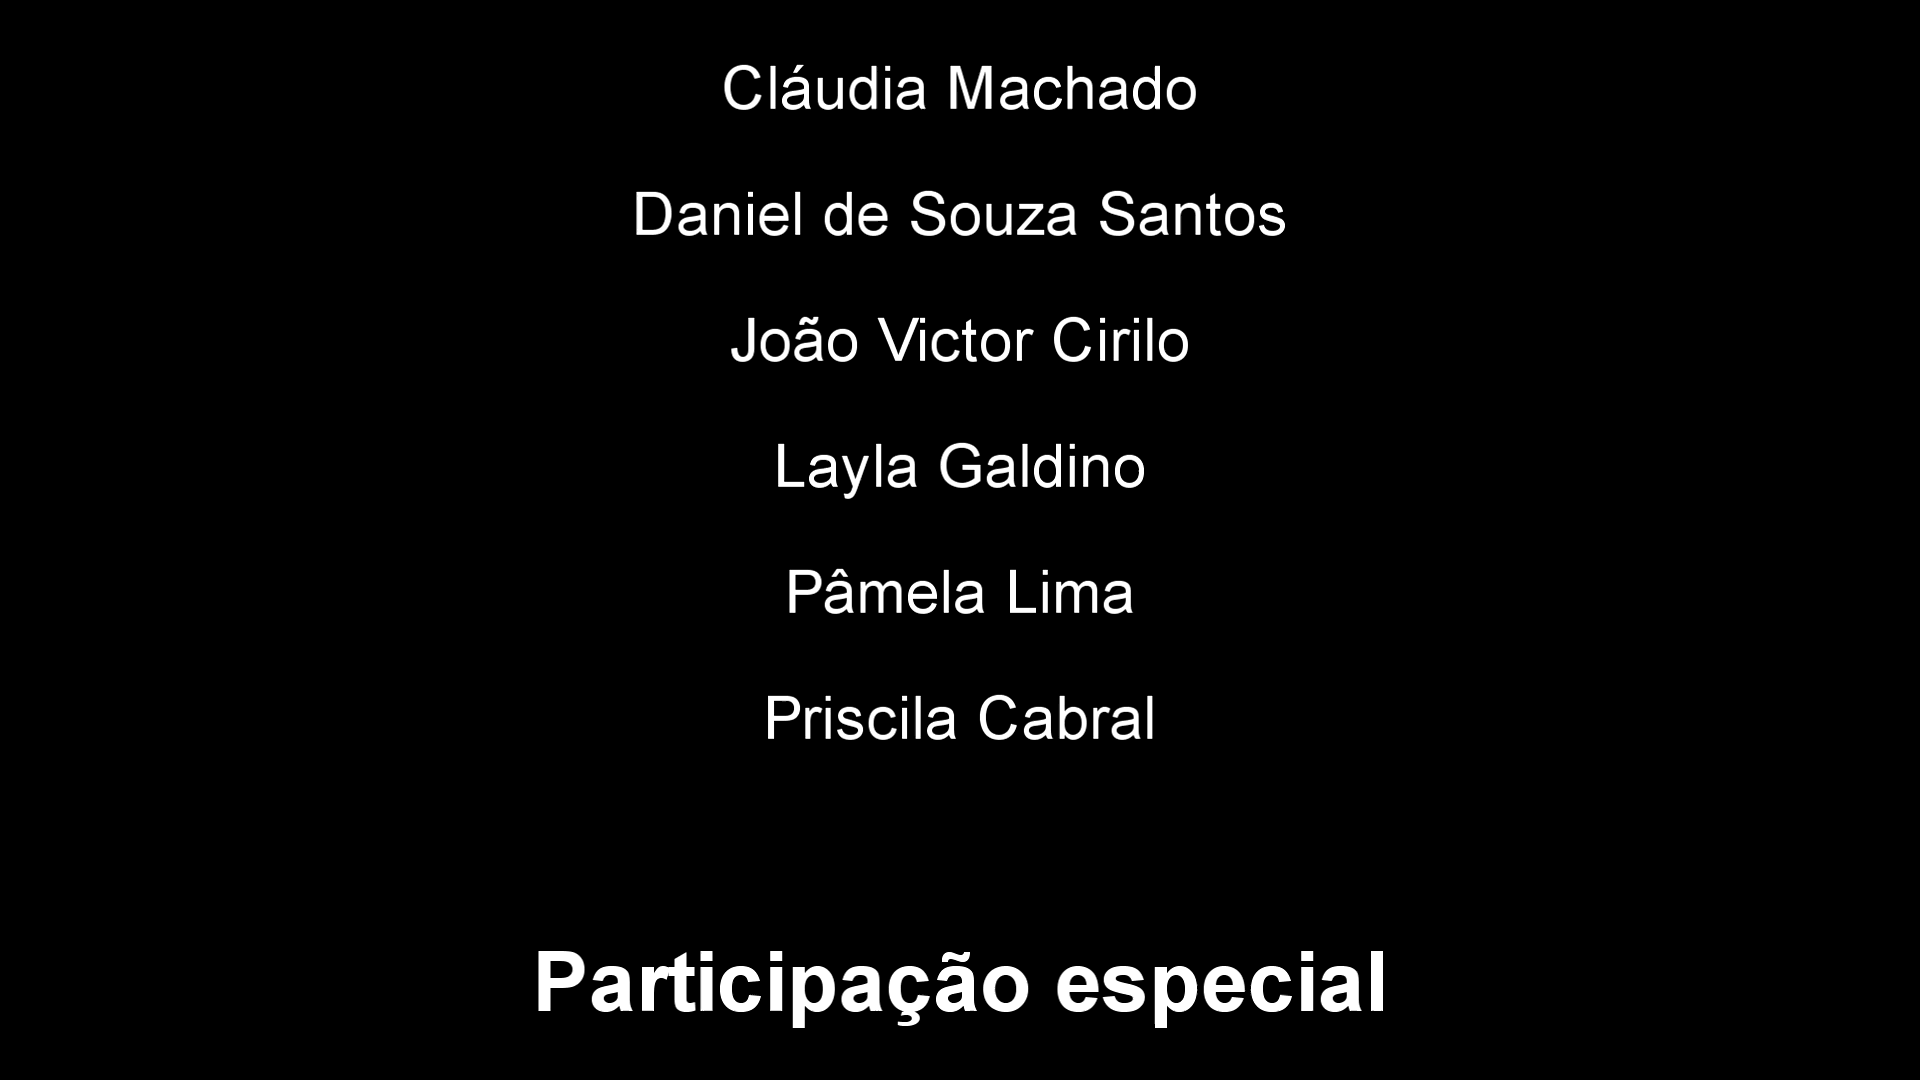 Cláudia Machado
Daniel de Souza Santos
João Victor Cirilo
Layla Galdino
Pâmela Lima
Priscila Cabral
Participação especial